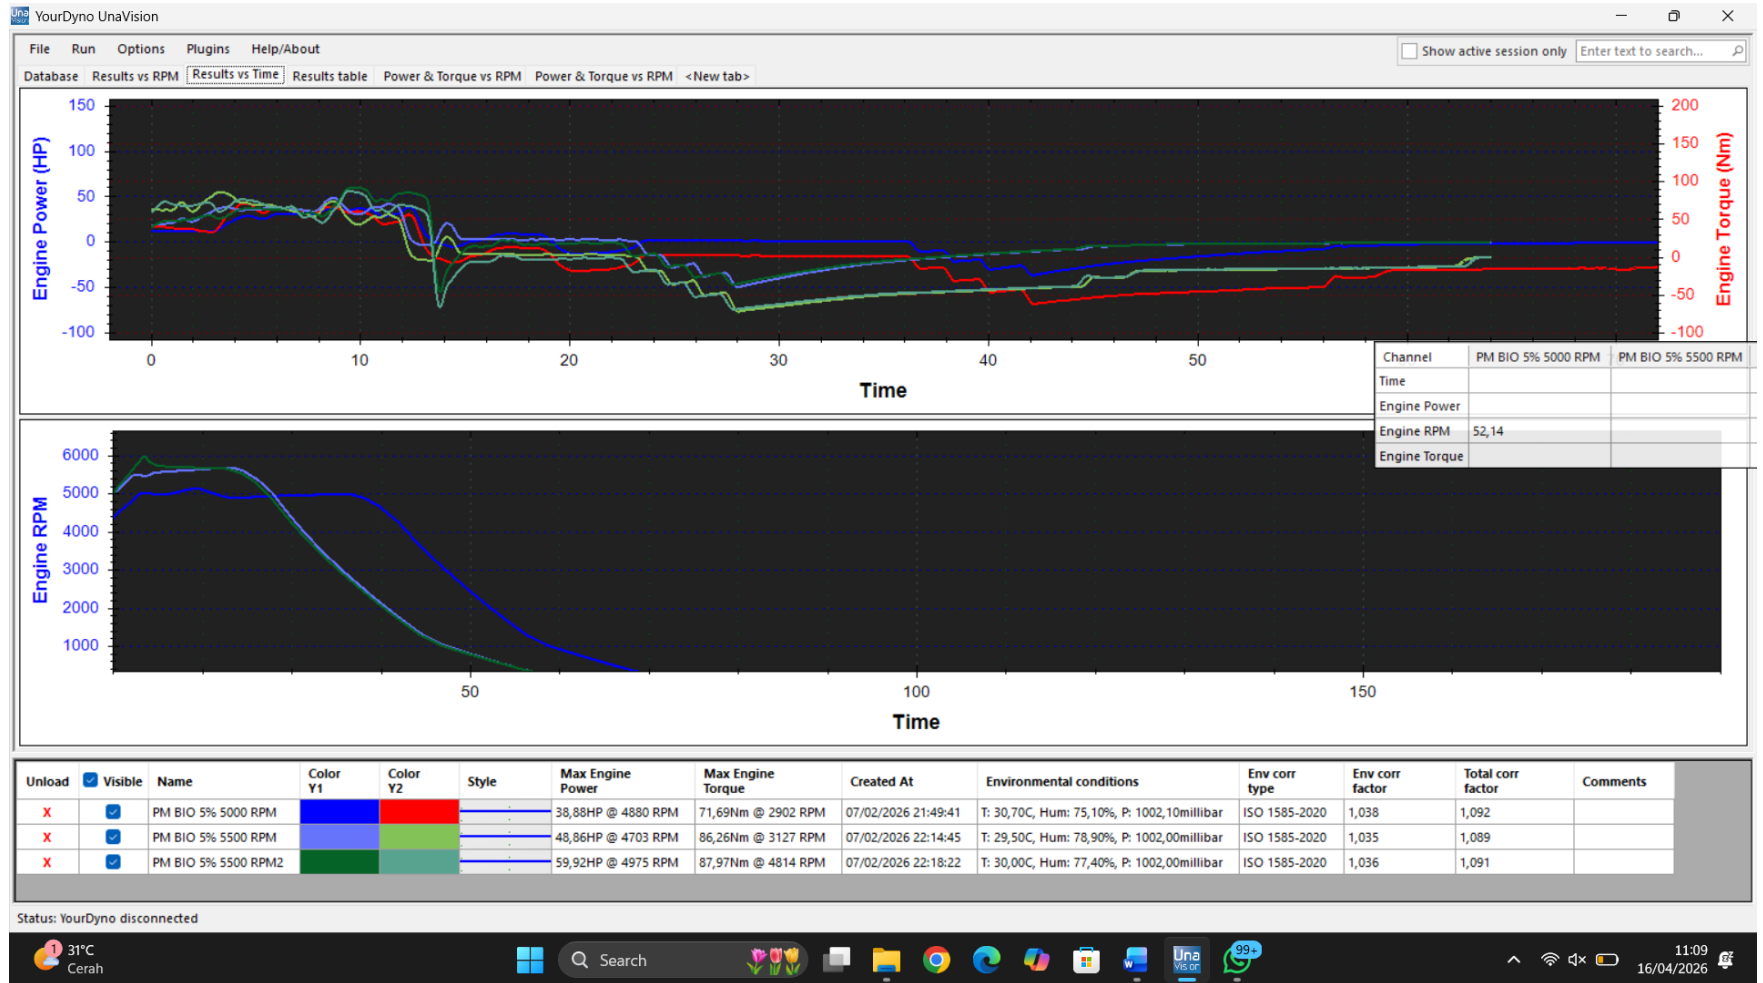 YourDyno UnaVision
File Run Options Plugins Help/About
Show active session only Enter text to search...
Database Results vs RPM Results vs Time Results table Power & Torque vs RPM Power & Torque vs RPM <New tab>
Engine Power (HP)
150
100
50
0
-50
-100
200
150
100
50
0
-50
-100
Engine Torque (Nm)
0 10 20 30 40 50
Time
Channel PM BIO 5% 5000 RPM PM BIO 5% 5500 RPM
Time
Engine Power
Engine RPM 52,14
Engine Torque
Engine RPM
6000
5000
4000
3000
2000
1000
50 100 150
Time
Unload Visible Name Color Y1 Color Y2 Style Max Engine Power Max Engine Torque Created At Environmental conditions Env corr type Env corr factor Total corr factor Comments
X PM BIO 5% 5000 RPM 38,88HP @ 4880 RPM 71,69Nm @ 2902 RPM 07/02/2026 21:49:41 T: 30,70C, Hum: 75,10%, P: 1002,10millibar ISO 1585-2020 1,038 1,092
X PM BIO 5% 5500 RPM 48,86HP @ 4703 RPM 86,26Nm @ 3127 RPM 07/02/2026 22:14:45 T: 29,50C, Hum: 78,90%, P: 1002,00millibar ISO 1585-2020 1,035 1,089
X PM BIO 5% 5500 RPM2 59,92HP @ 4975 RPM 87,97Nm @ 4814 RPM 07/02/2026 22:18:22 T: 30,00C, Hum: 77,40%, P: 1002,00millibar ISO 1585-2020 1,036 1,091
Status: YourDyno disconnected
1
31°C
Cerah
Search
Una
Vision
99+
11:09
16/04/2026